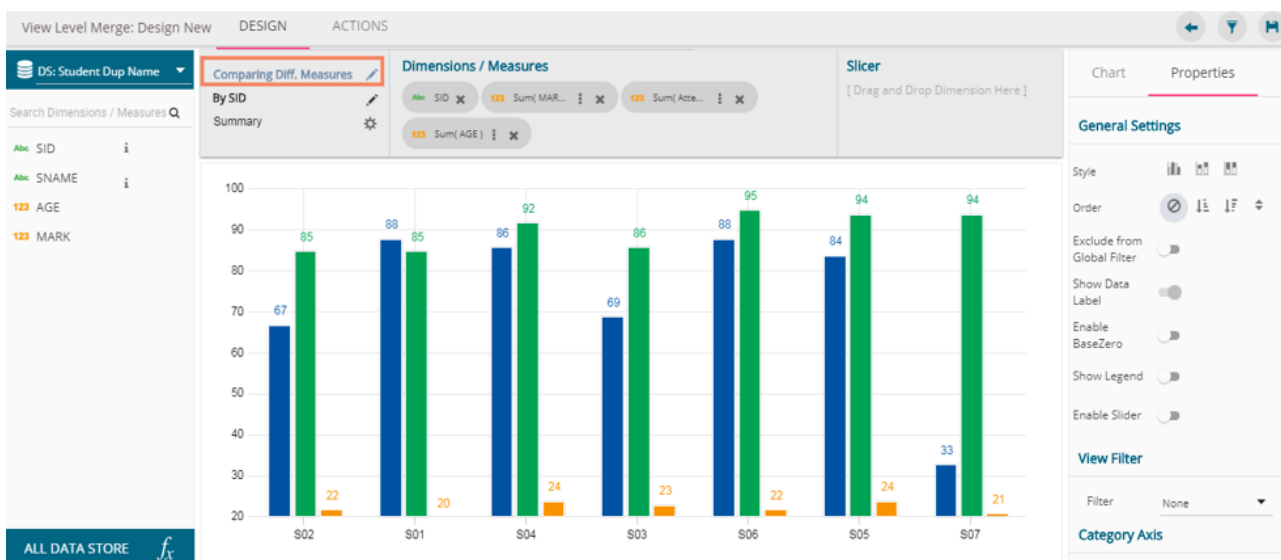 View Level Merge: Design New
DESIGN
ACTIONS
DS: Student Dup Name
Search Dimensions / Measures
Abc SID i
Abc SNAME i
123 AGE
123 MARK
ALL DATA STORE fx
Comparing Diff. Measures
By SID
Summary
Dimensions / Measures
Abc SID
123 Sum( MAR...
123 Sum( Atte...
123 Sum( AGE )
Slicer
[ Drag and Drop Dimension Here ]
100
90
80
70
60
50
40
30
20
67
85
22
88
85
20
86
92
24
69
86
23
88
95
22
84
94
24
33
94
21
S02
S01
S04
S03
S06
S05
S07
Chart
Properties
General Settings
Style
Order
Exclude from
Global Filter
Show Data
Label
Enable
BaseZero
Show Legend
Enable Slider
View Filter
Filter
None
Category Axis